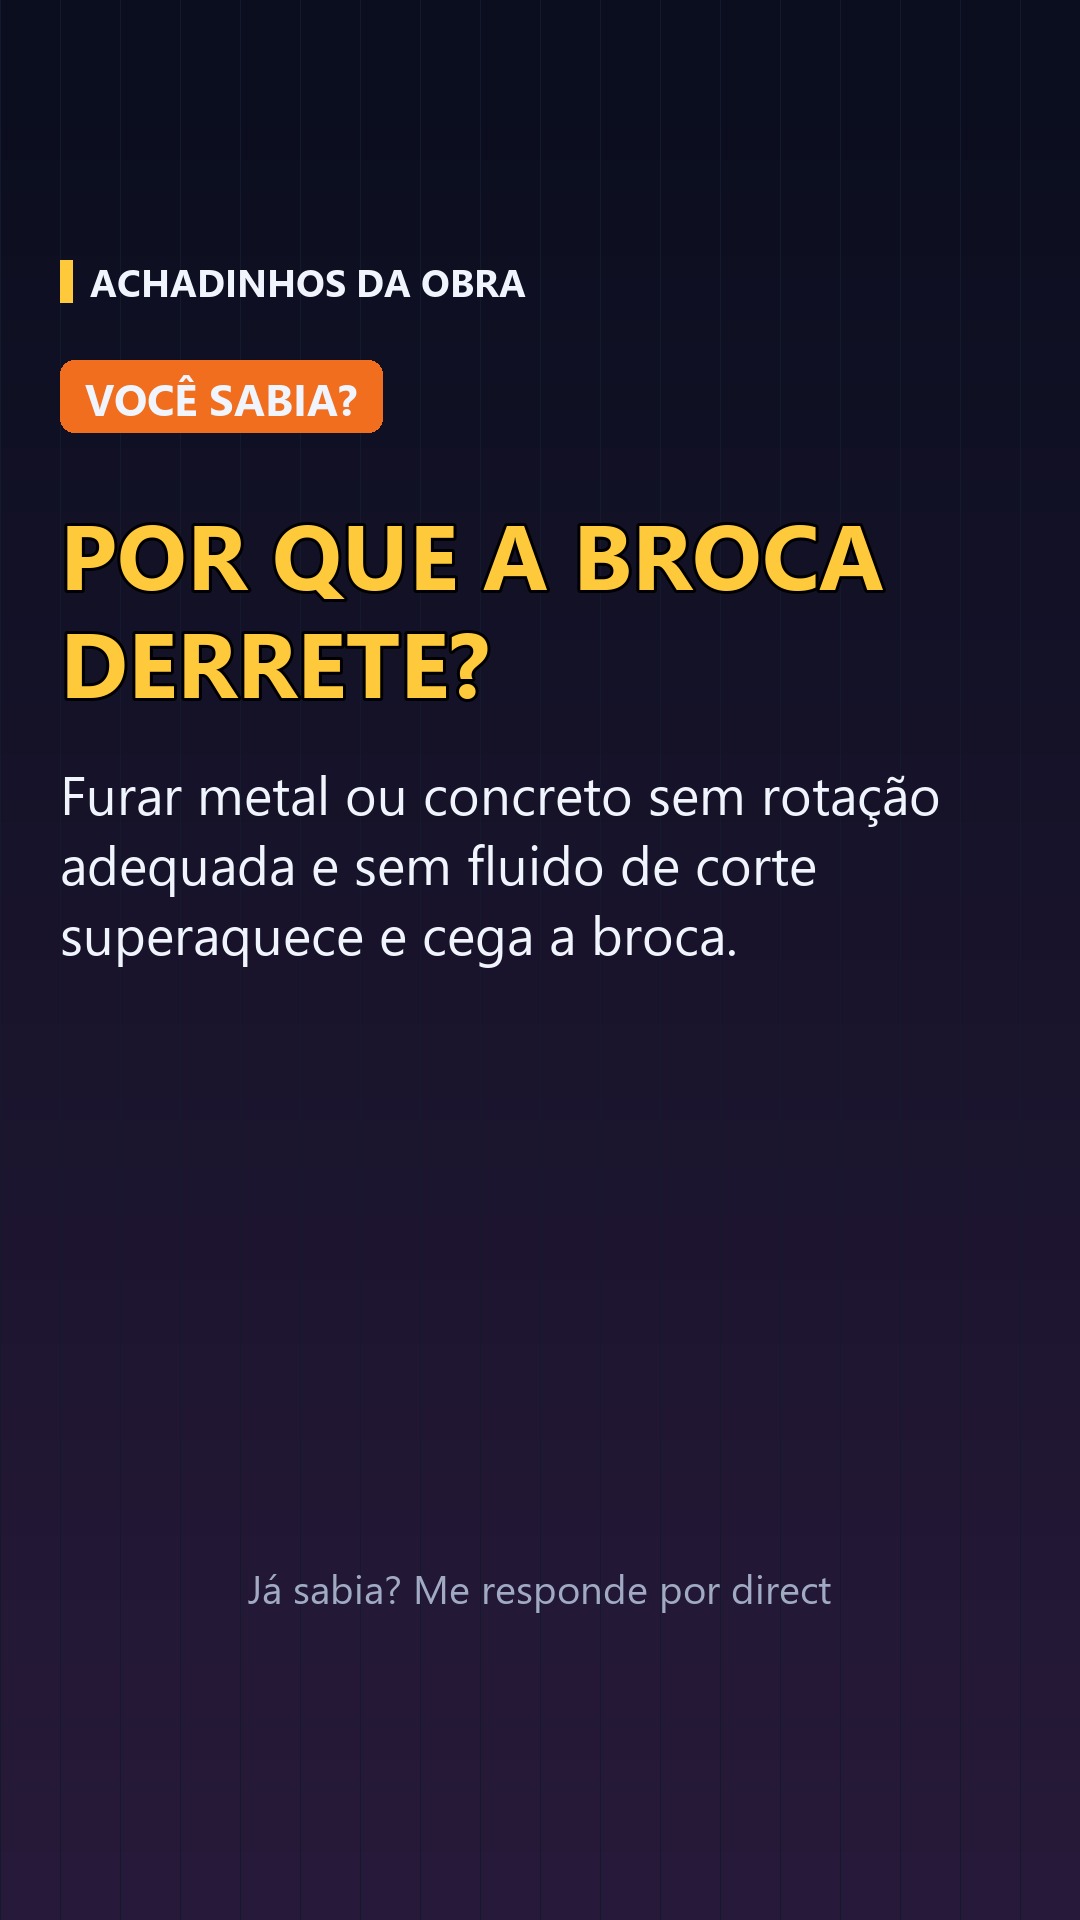 ACHADINHOS DA OBRA
VOCÊ SABIA?
POR QUE A BROCA
DERRETE?
Furar metal ou concreto sem rotação
adequada e sem fluido de corte
superaquece e cega a broca.
Já sabia? Me responde por direct